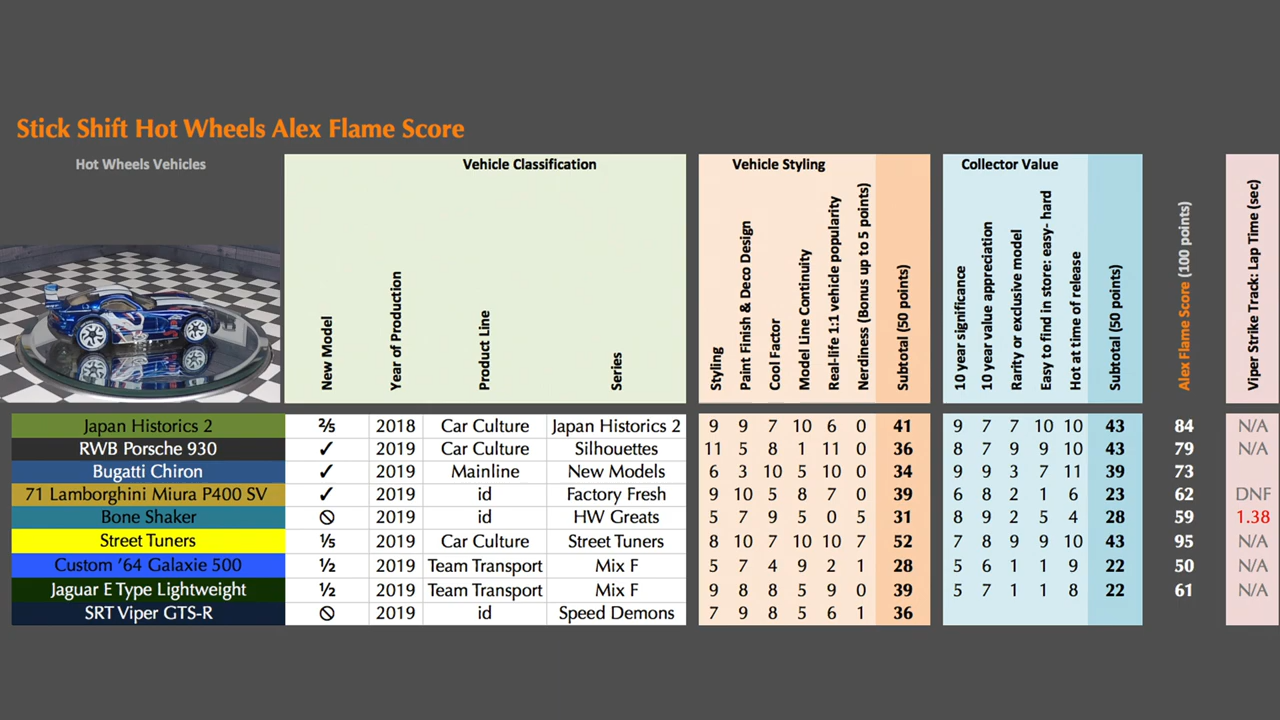 Stick Shift Hot Wheels Alex Flame Score
Hot Wheels Vehicles
Vehicle Classification
Vehicle Styling
Collector Value
New Model
Year of Production
Product Line
Series
Styling
Paint Finish & Deco Design
Cool Factor
Model Line Continuity
Real-life 1:1 vehicle popularity
Nerdiness (Bonus up to 5 points)
Subtotal (50 points)
10 year significance
10 year value appreciation
Rarity or exclusive model
Easy to find in store: easy- hard
Hot at time of release
Subtotal (50 points)
Alex Flame Score (100 points)
Viper Strike Track: Lap Time (sec)
Japan Historics 2 ⅖ 2018 Car Culture Japan Historics 2 9 9 7 10 6 0 41 9 7 7 10 10 43 84 N/A
RWB Porsche 930 ✓ 2019 Car Culture Silhouettes 11 5 8 1 11 0 36 8 7 9 9 10 43 79 N/A
Bugatti Chiron ✓ 2019 Mainline New Models 6 3 10 5 10 0 34 9 9 3 7 11 39 73
71 Lamborghini Miura P400 SV ✓ 2019 id Factory Fresh 9 10 5 8 7 0 39 6 8 2 1 6 23 62 DNF
Bone Shaker 🛇 2019 id HW Greats 5 7 9 5 0 5 31 8 9 2 5 4 28 59 1.38
Street Tuners ⅕ 2019 Car Culture Street Tuners 8 10 7 10 10 7 52 7 8 9 9 10 43 95 N/A
Custom ’64 Galaxie 500 ½ 2019 Team Transport Mix F 5 7 4 9 2 1 28 5 6 1 1 9 22 50 N/A
Jaguar E Type Lightweight ½ 2019 Team Transport Mix F 9 8 8 5 9 0 39 5 7 1 1 8 22 61 N/A
SRT Viper GTS-R 🛇 2019 id Speed Demons 7 9 8 5 6 1 36